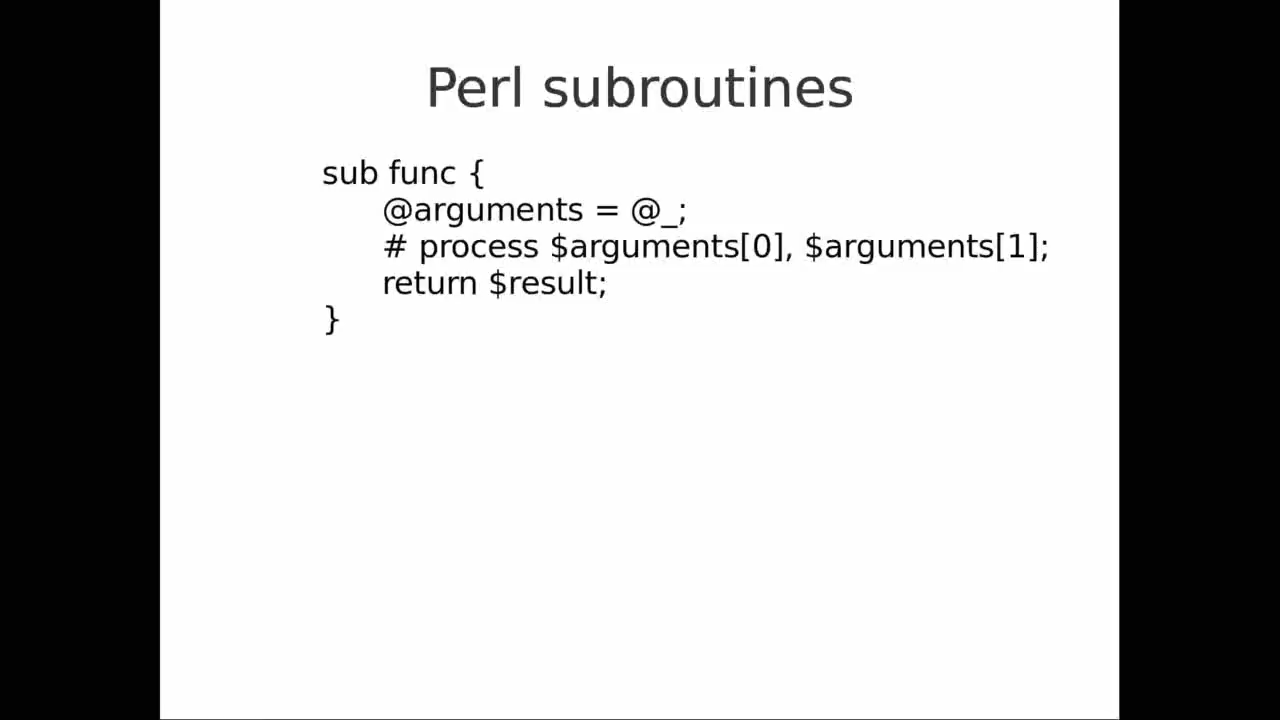 Perl subroutines
sub func {
@arguments = @_;
# process $arguments[0], $arguments[1];
return $result;
}